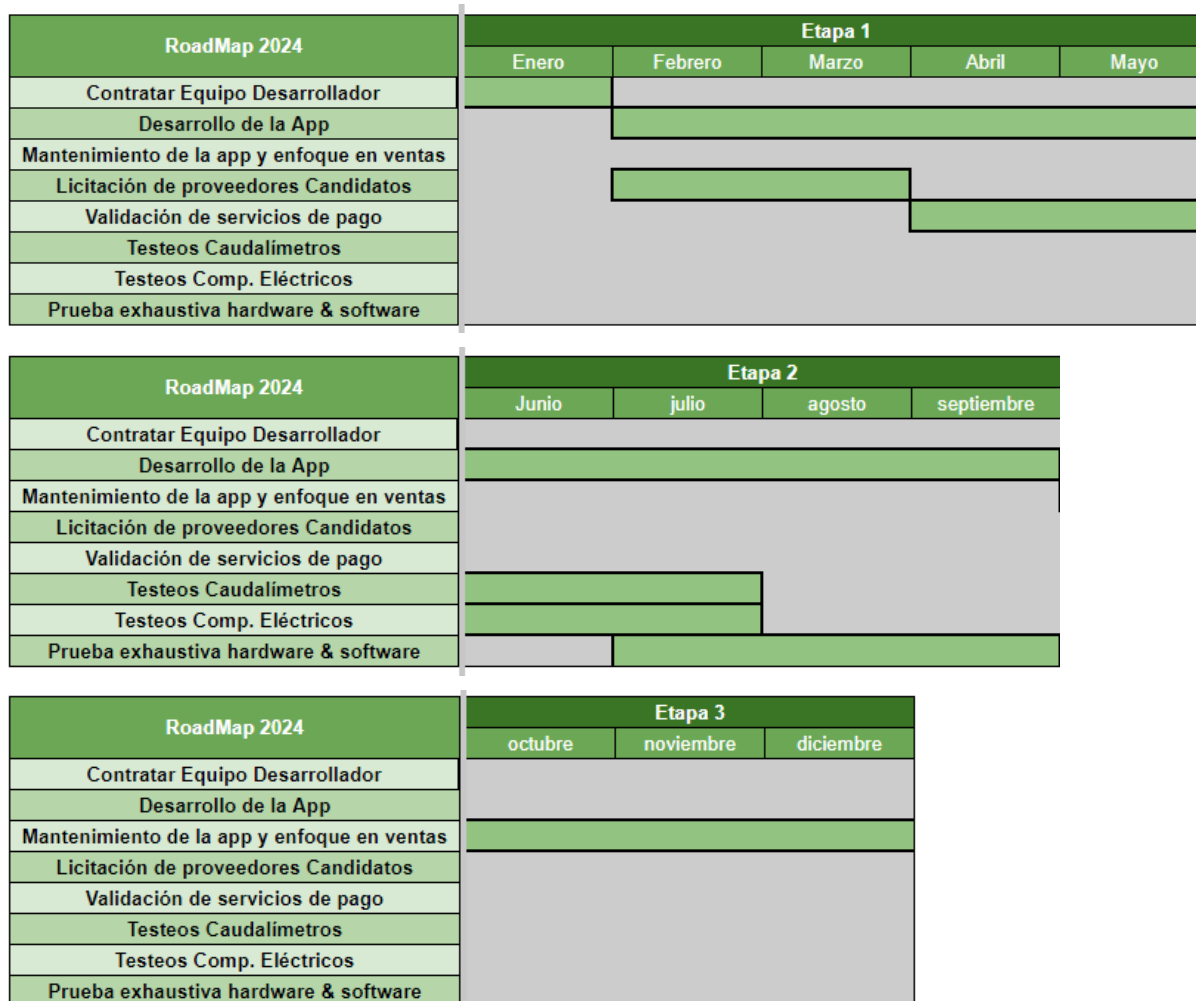 RoadMap 2024
Etapa 1
Enero Febrero Marzo Abril Mayo
Contratar Equipo Desarrollador
Desarrollo de la App
Mantenimiento de la app y enfoque en ventas
Licitación de proveedores Candidatos
Validación de servicios de pago
Testeos Caudalímetros
Testeos Comp. Eléctricos
Prueba exhaustiva hardware & software
RoadMap 2024
Etapa 2
Junio julio agosto septiembre
Contratar Equipo Desarrollador
Desarrollo de la App
Mantenimiento de la app y enfoque en ventas
Licitación de proveedores Candidatos
Validación de servicios de pago
Testeos Caudalímetros
Testeos Comp. Eléctricos
Prueba exhaustiva hardware & software
RoadMap 2024
Etapa 3
octubre noviembre diciembre
Contratar Equipo Desarrollador
Desarrollo de la App
Mantenimiento de la app y enfoque en ventas
Licitación de proveedores Candidatos
Validación de servicios de pago
Testeos Caudalímetros
Testeos Comp. Eléctricos
Prueba exhaustiva hardware & software